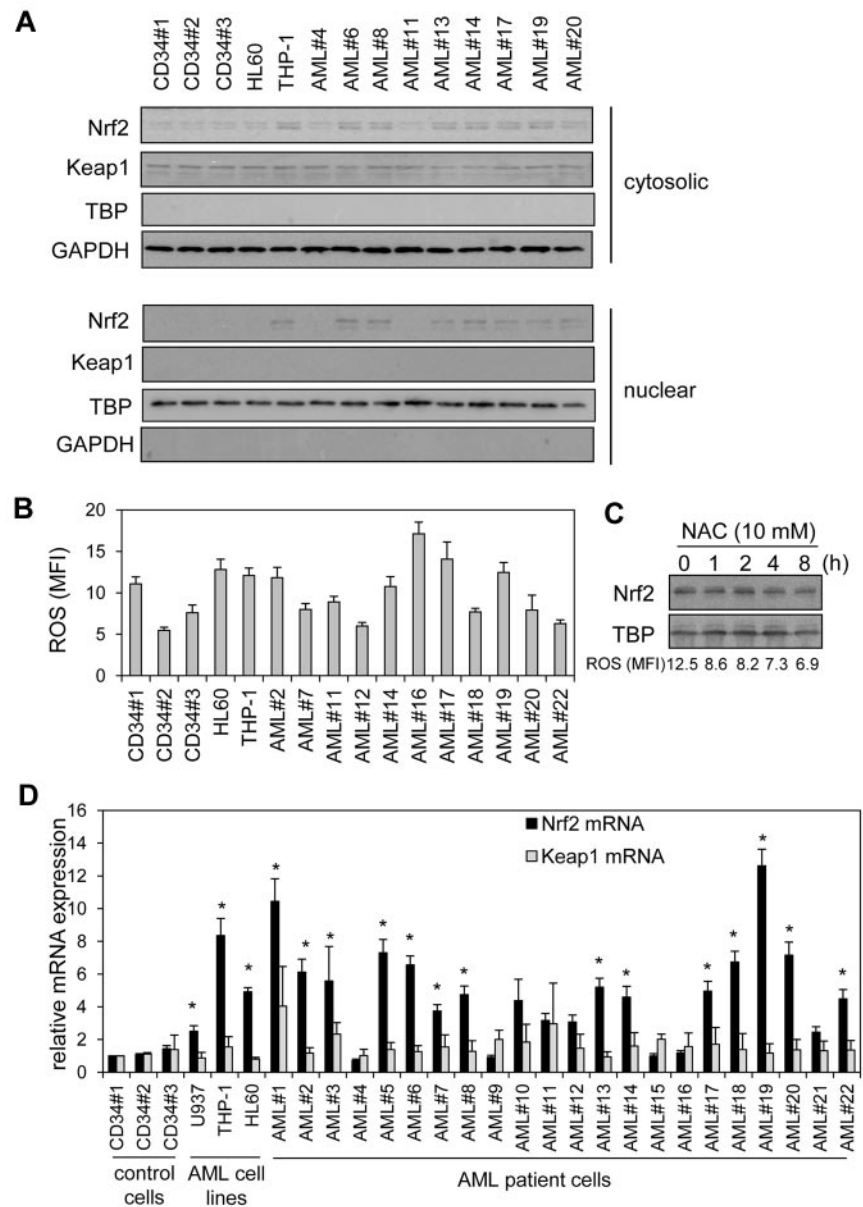 A
CD34#1 CD34#2 CD34#3 HL60 THP-1 AML#4 AML#6 AML#8 AML#11 AML#13 AML#14 AML#17 AML#19 AML#20
Nrf2
Keap1
TBP
GAPDH
cytosolic
Nrf2
Keap1
TBP
GAPDH
nuclear
B
ROS (MFI)
20
15
10
5
0
CD34#1 CD34#2 CD34#3 HL60 THP-1 AML#2 AML#7 AML#11 AML#12 AML#14 AML#16 AML#17 AML#18 AML#19 AML#20 AML#22
C
NAC (10 mM)
0 1 2 4 8 (h)
Nrf2
TBP
ROS (MFI) 12.5 8.6 8.2 7.3 6.9
D
relative mRNA expression
16
14
12
10
8
6
4
2
0
Nrf2 mRNA
Keap1 mRNA
* * * * * * * * * * * * * * * * *
CD34#1 CD34#2 CD34#3 U937 THP-1 HL60 AML#1 AML#2 AML#3 AML#4 AML#5 AML#6 AML#7 AML#8 AML#9 AML#10 AML#11 AML#12 AML#13 AML#14 AML#15 AML#16 AML#17 AML#18 AML#19 AML#20 AML#21 AML#22
control cells
AML cell lines
AML patient cells